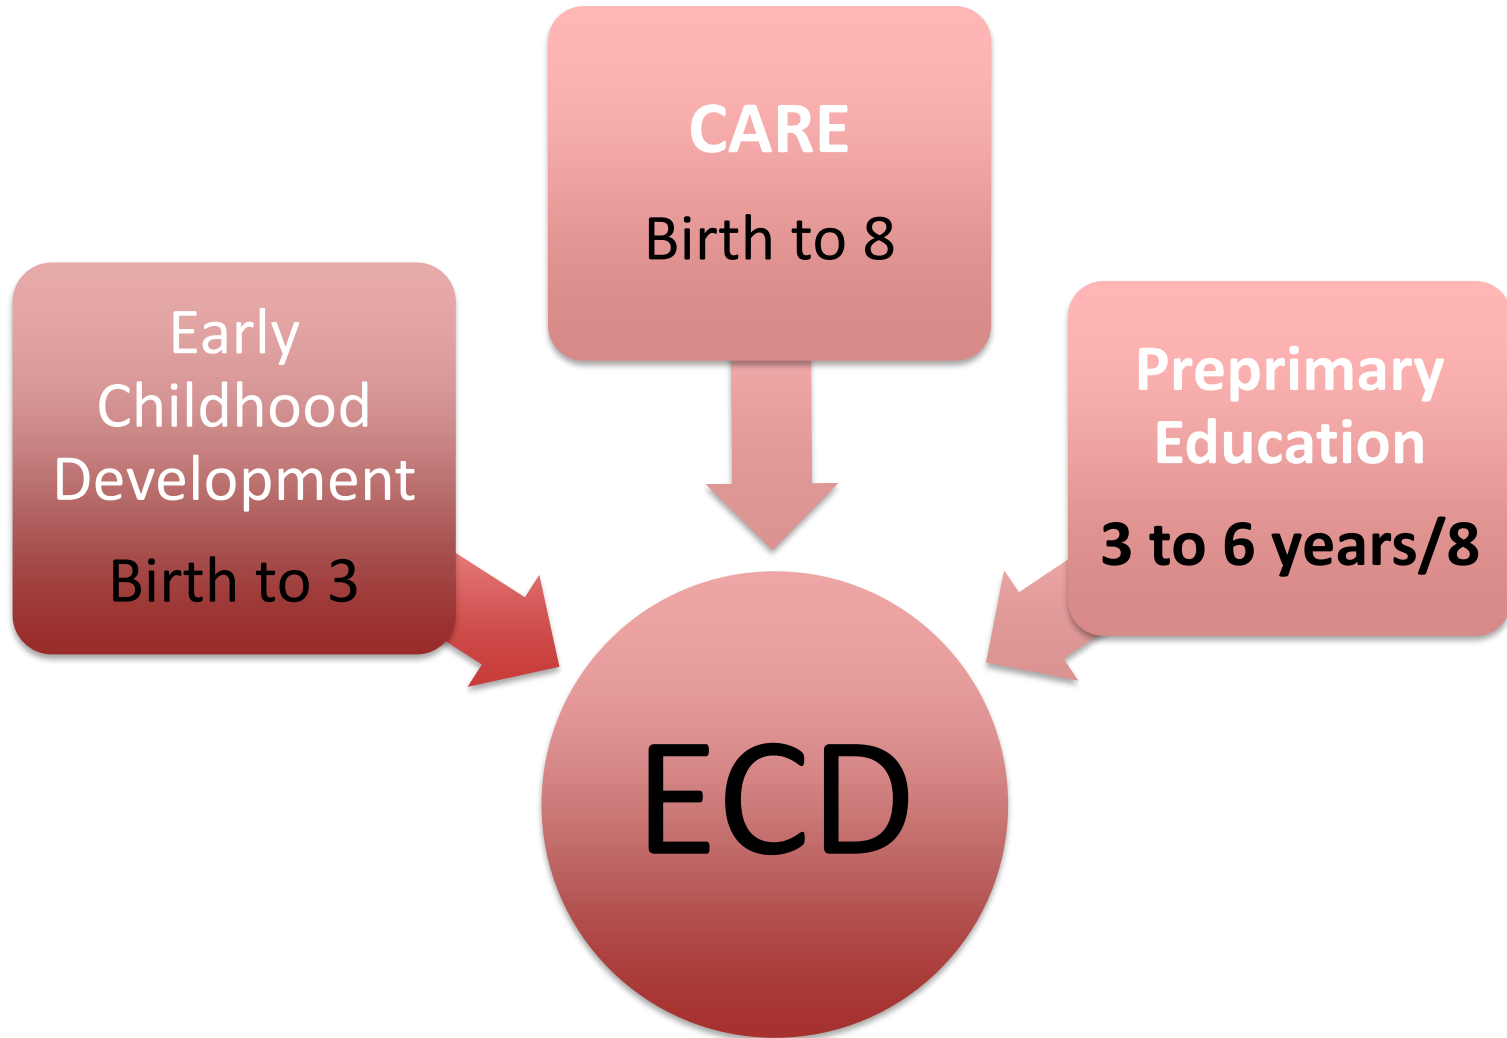 CARE
Birth to 8
Early
Childhood
Development
Birth to 3
Preprimary
Education
3 to 6 years/8
ECD